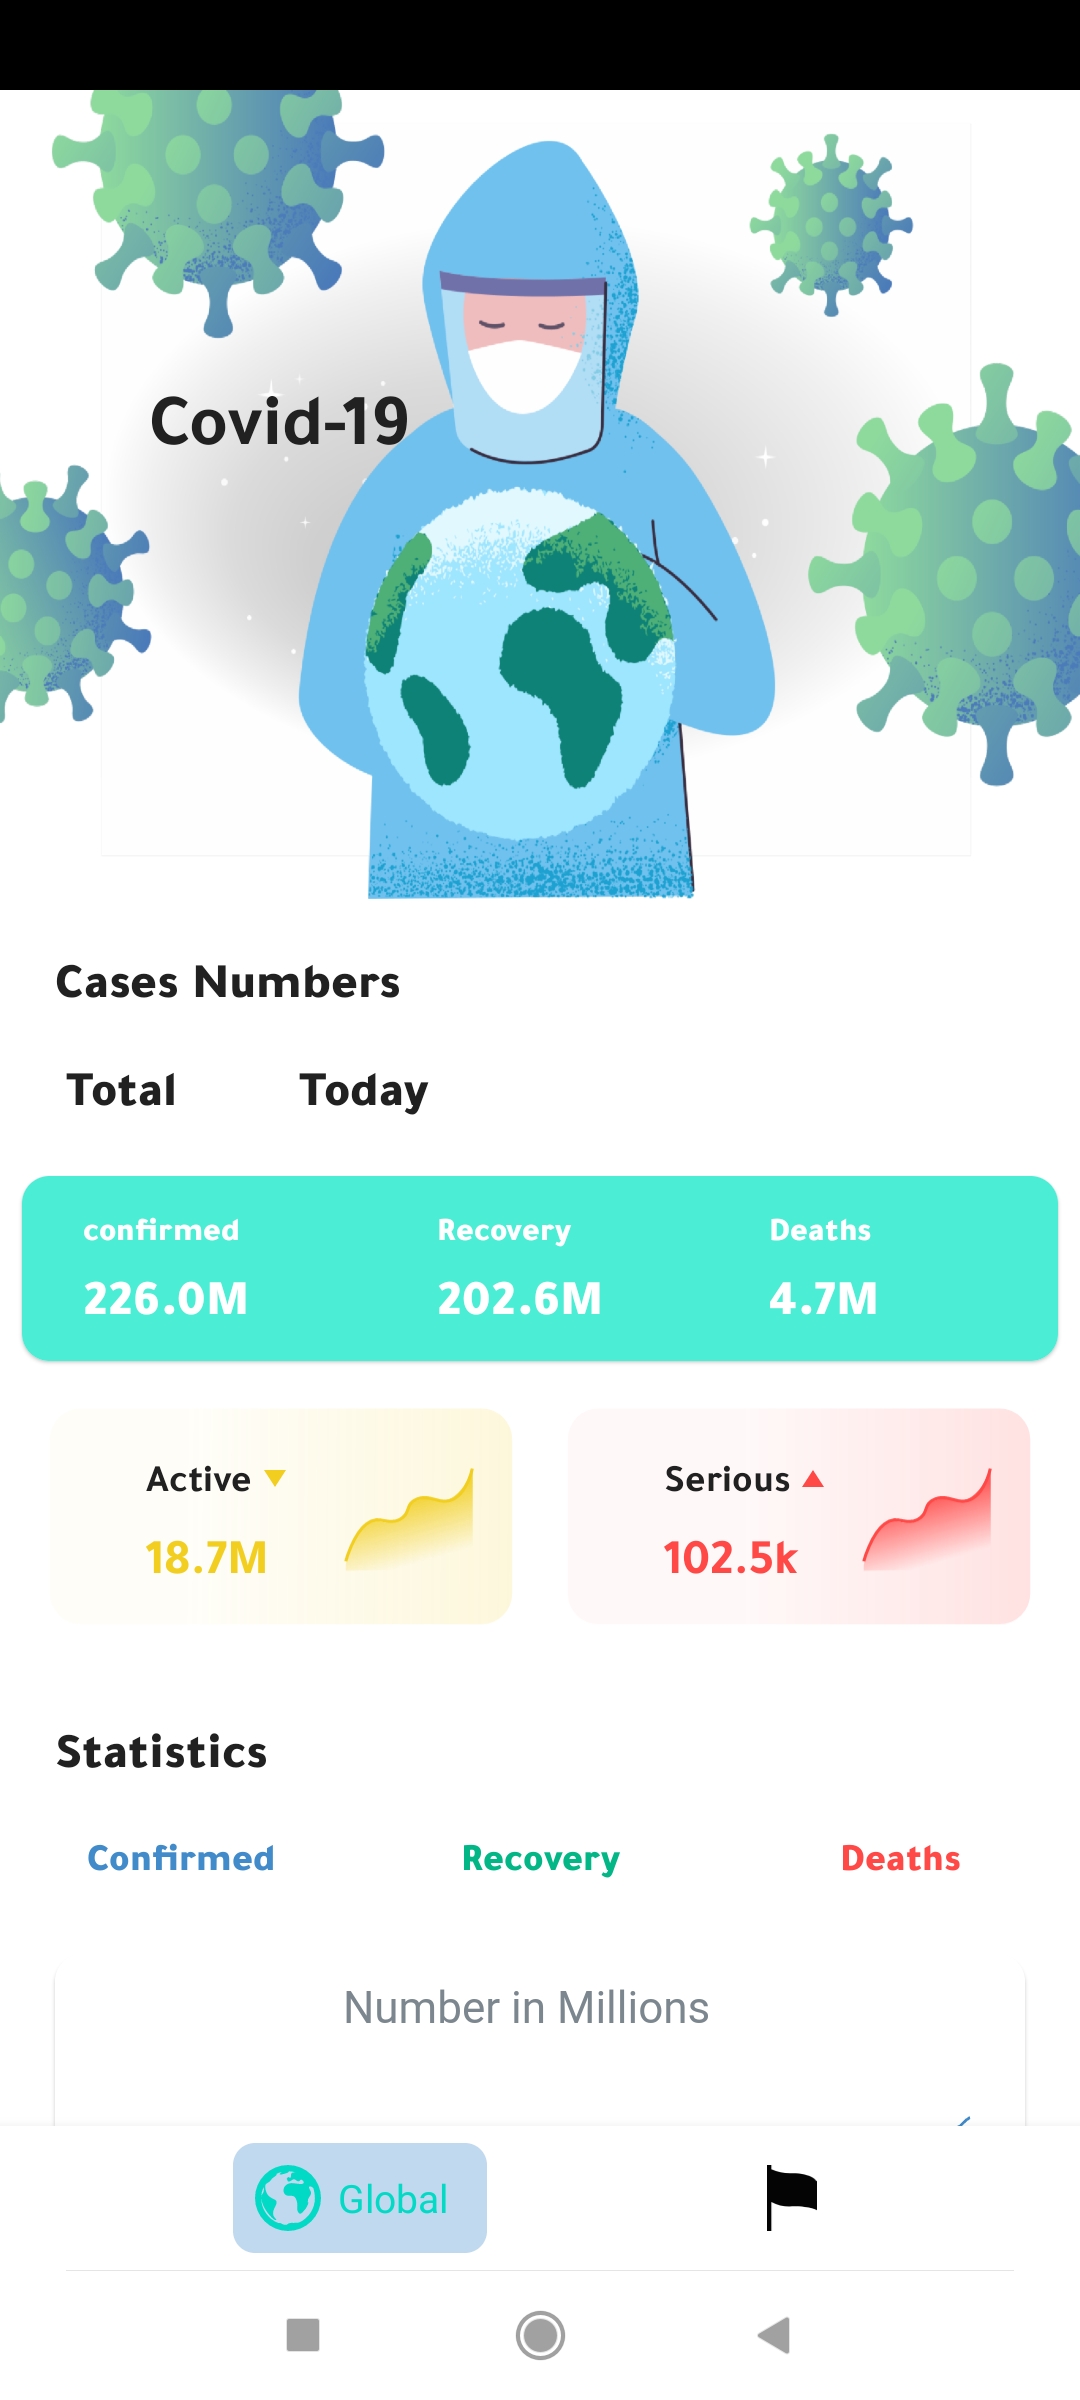 Covid-19
Cases Numbers
Total Today
confirmed Recovery Deaths
226.0M 202.6M 4.7M
Active Serious
18.7M 102.5k
Statistics
Confirmed Recovery Deaths
Number in Millions
Global